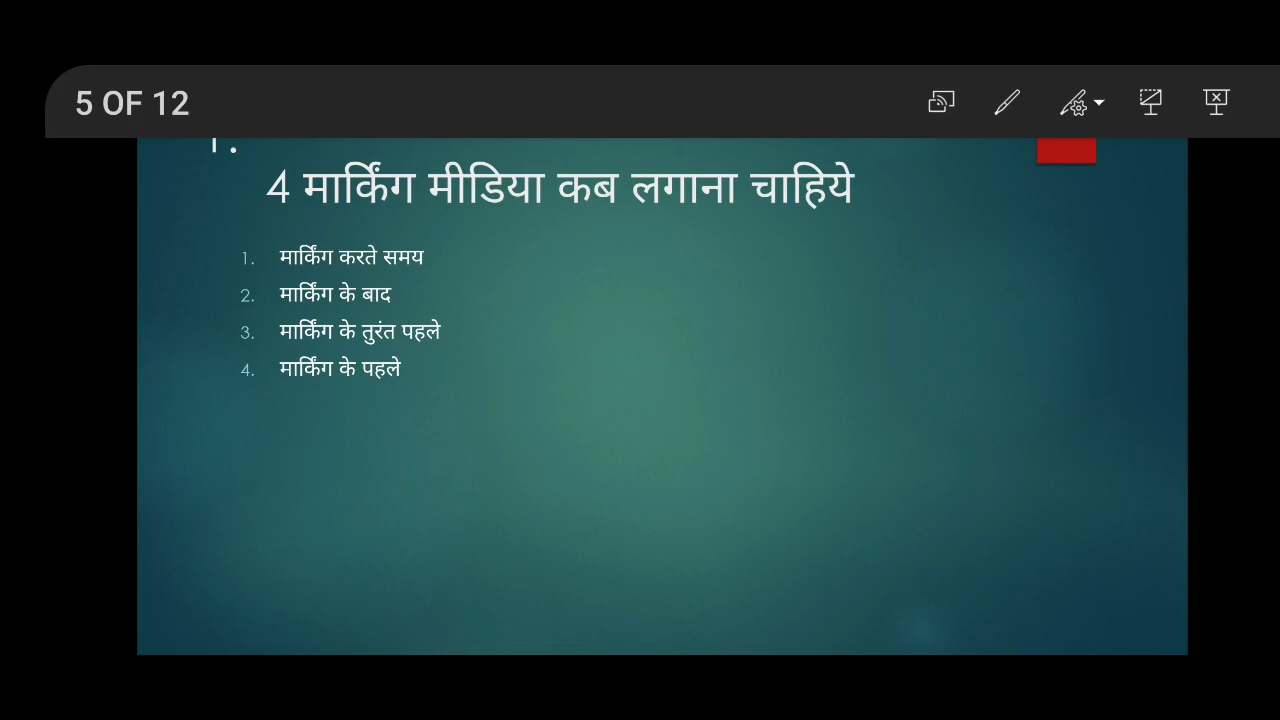 5 OF 12
4 मार्किंग मीडिया कब लगाना चाहिये
1. मार्किंग करते समय
2. मार्किंग के बाद
3. मार्किंग के तुरंत पहले
4. मार्किंग के पहले